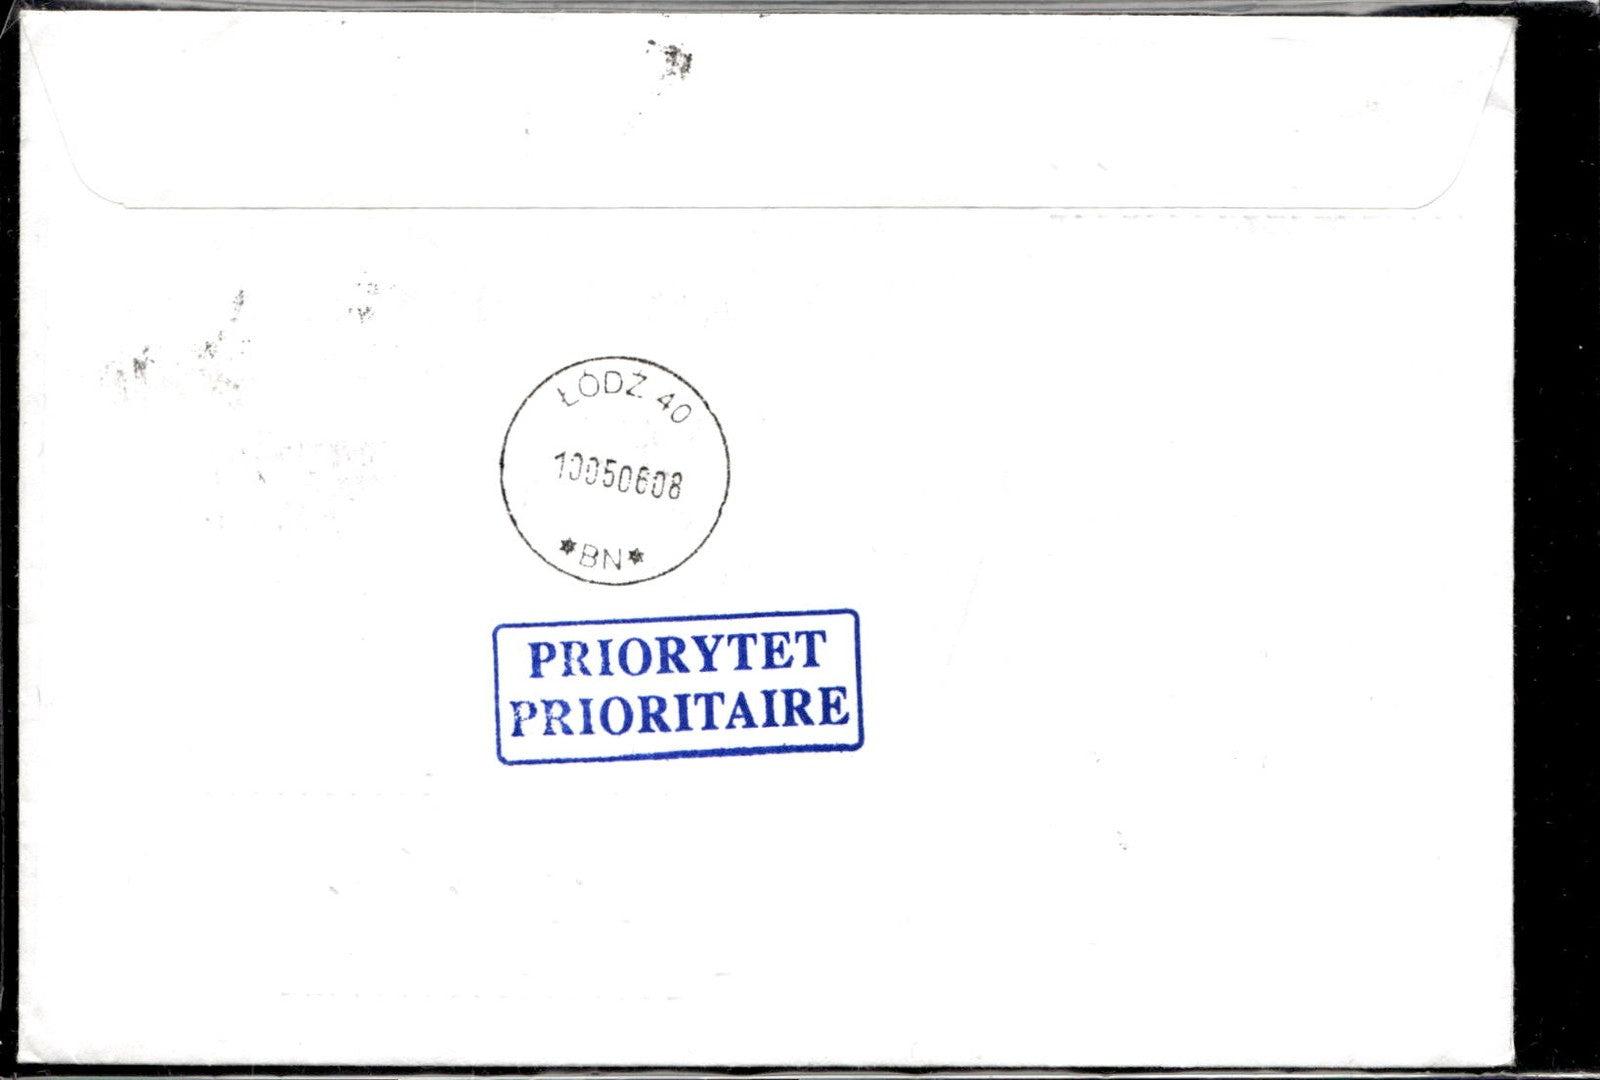 ŁÓDŹ 40
10050608
*BN*
PRIORYTET
PRIORITAIRE